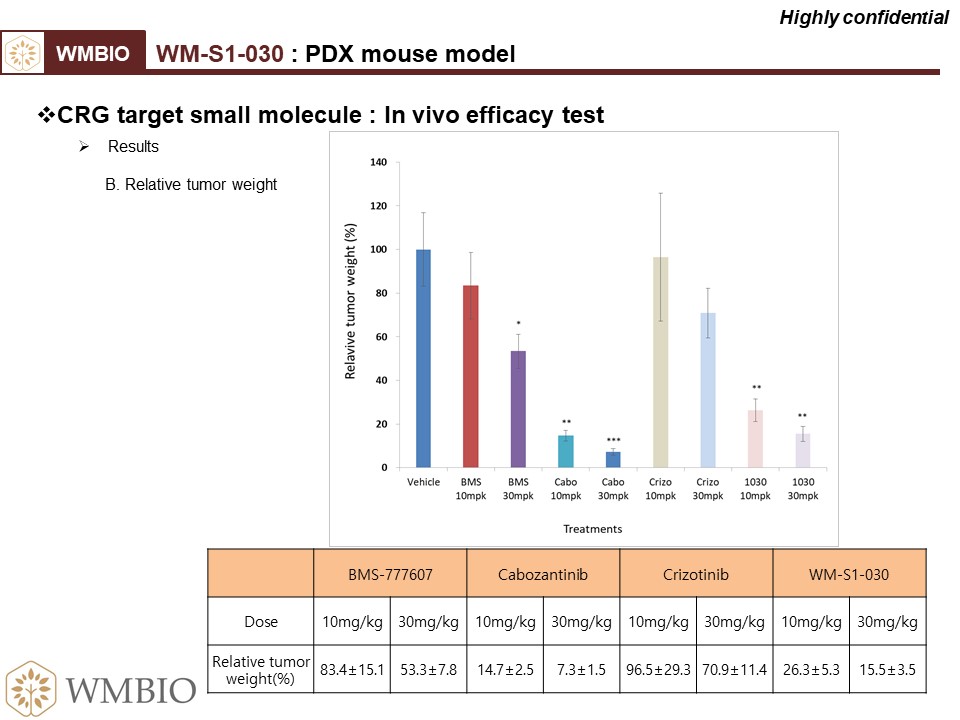 Highly confidential
WMBIO
WM-S1-030 : PDX mouse model
❖CRG target small molecule : In vivo efficacy test
➢ Results
B. Relative tumor weight
Relavive tumor weight (%)
140
120
100
80
60
40
20
0
*
**
***
**
**
Vehicle BMS BMS Cabo Cabo Crizo Crizo 1030 1030
10mpk 30mpk 10mpk 30mpk 10mpk 30mpk 10mpk 30mpk
Treatments
BMS-777607 Cabozantinib Crizotinib WM-S1-030
Dose 10mg/kg 30mg/kg 10mg/kg 30mg/kg 10mg/kg 30mg/kg 10mg/kg 30mg/kg
Relative tumor
weight(%) 83.4±15.1 53.3±7.8 14.7±2.5 7.3±1.5 96.5±29.3 70.9±11.4 26.3±5.3 15.5±3.5
WMBIO